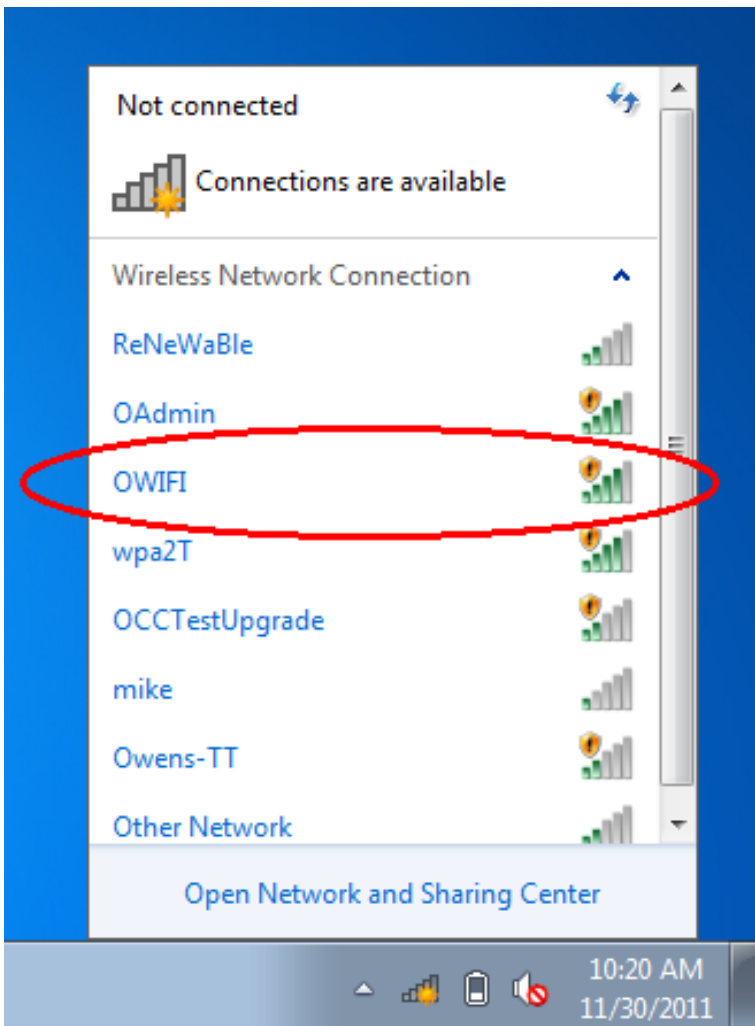 Not connected
Connections are available
Wireless Network Connection
ReNeWaBle
OAdmin
OWIFI
wpa2T
OCCTestUpgrade
mike
Owens-TT
Other Network
Open Network and Sharing Center
10:20 AM
11/30/2011